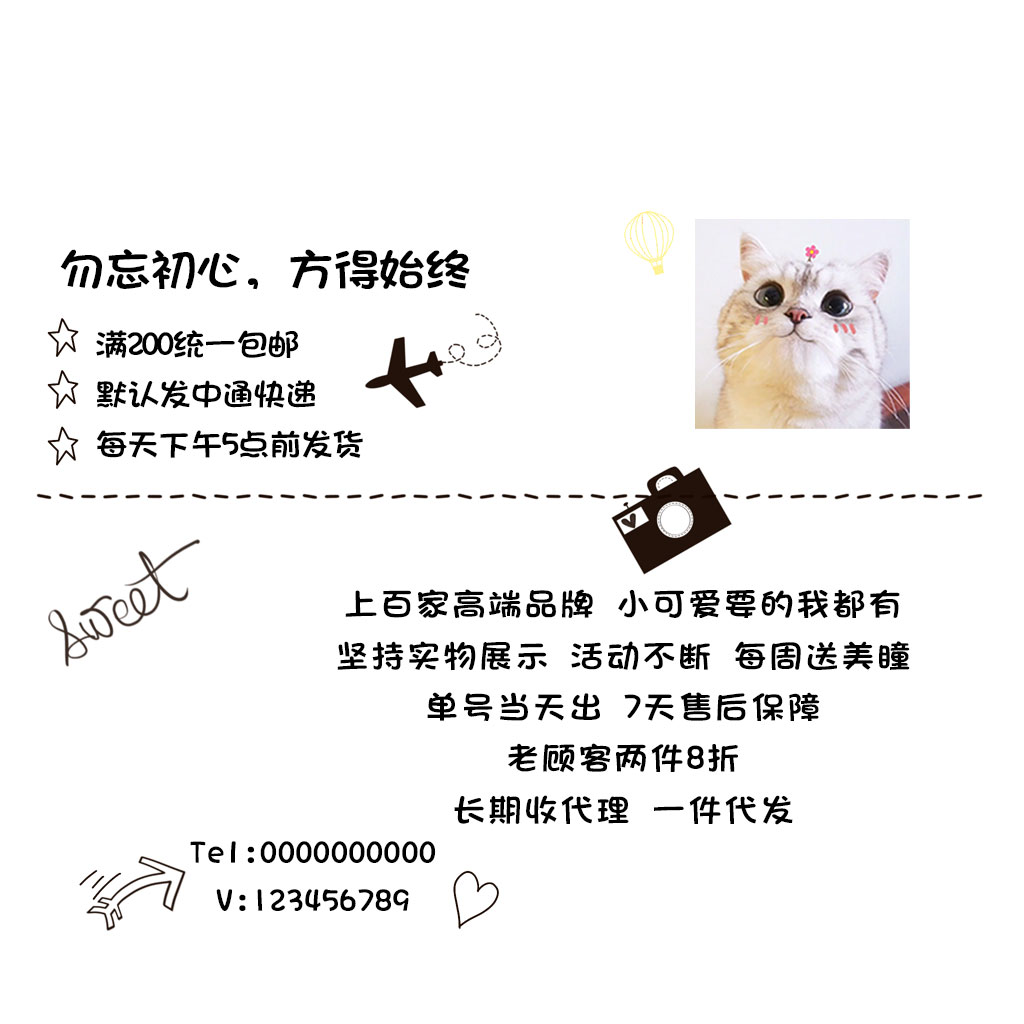 勿忘初心，方得始终
满200统一包邮
默认发中通快递
每天下午5点前发货
sweet
上百家高端品牌 小可爱要的我都有
坚持实物展示 活动不断 每周送美瞳
单号当天出 7天售后保障
老顾客两件8折
长期收代理 一件代发
Tel:0000000000
V:123456789